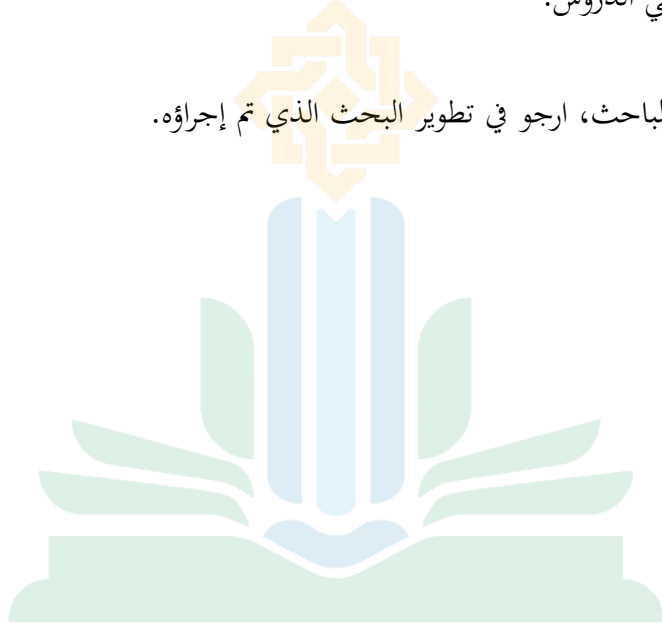 ي الدروس.
لباحث، ارجو في تطوير البحث الذي تم إجراؤه.